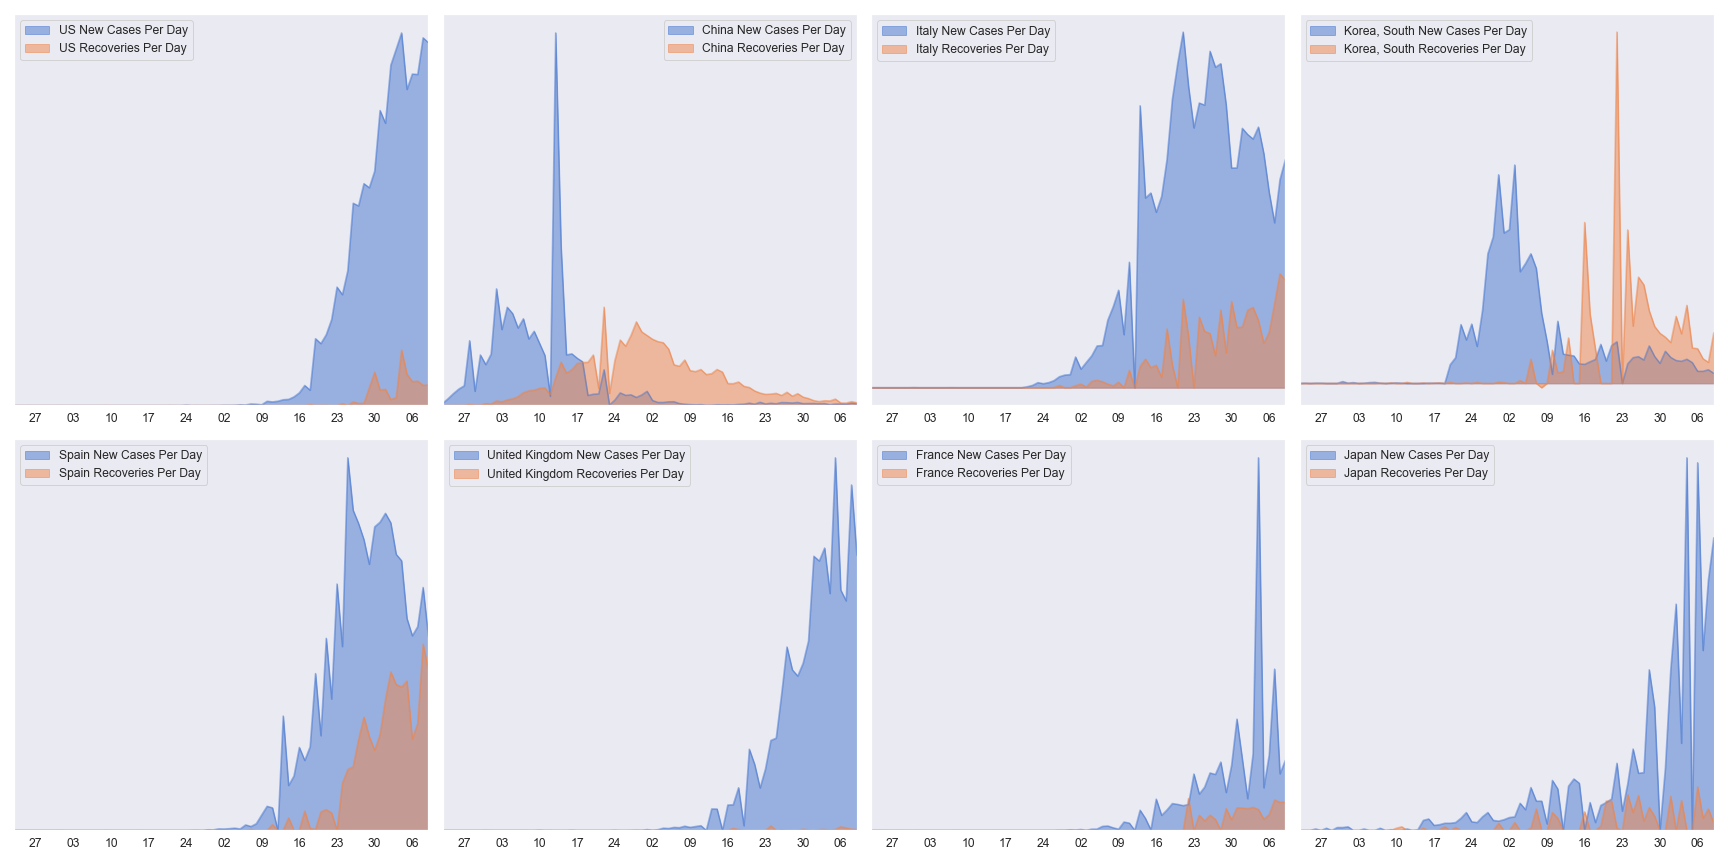 US New Cases Per Day
US Recoveries Per Day
China New Cases Per Day
China Recoveries Per Day
Italy New Cases Per Day
Italy Recoveries Per Day
Korea, South New Cases Per Day
Korea, South Recoveries Per Day
27 03 10 17 24 02 09 16 23 30 06
27 03 10 17 24 02 09 16 23 30 06
27 03 10 17 24 02 09 16 23 30 06
27 03 10 17 24 02 09 16 23 30 06
Spain New Cases Per Day
Spain Recoveries Per Day
United Kingdom New Cases Per Day
United Kingdom Recoveries Per Day
France New Cases Per Day
France Recoveries Per Day
Japan New Cases Per Day
Japan Recoveries Per Day
27 03 10 17 24 02 09 16 23 30 06
27 03 10 17 24 02 09 16 23 30 06
27 03 10 17 24 02 09 16 23 30 06
27 03 10 17 24 02 09 16 23 30 06